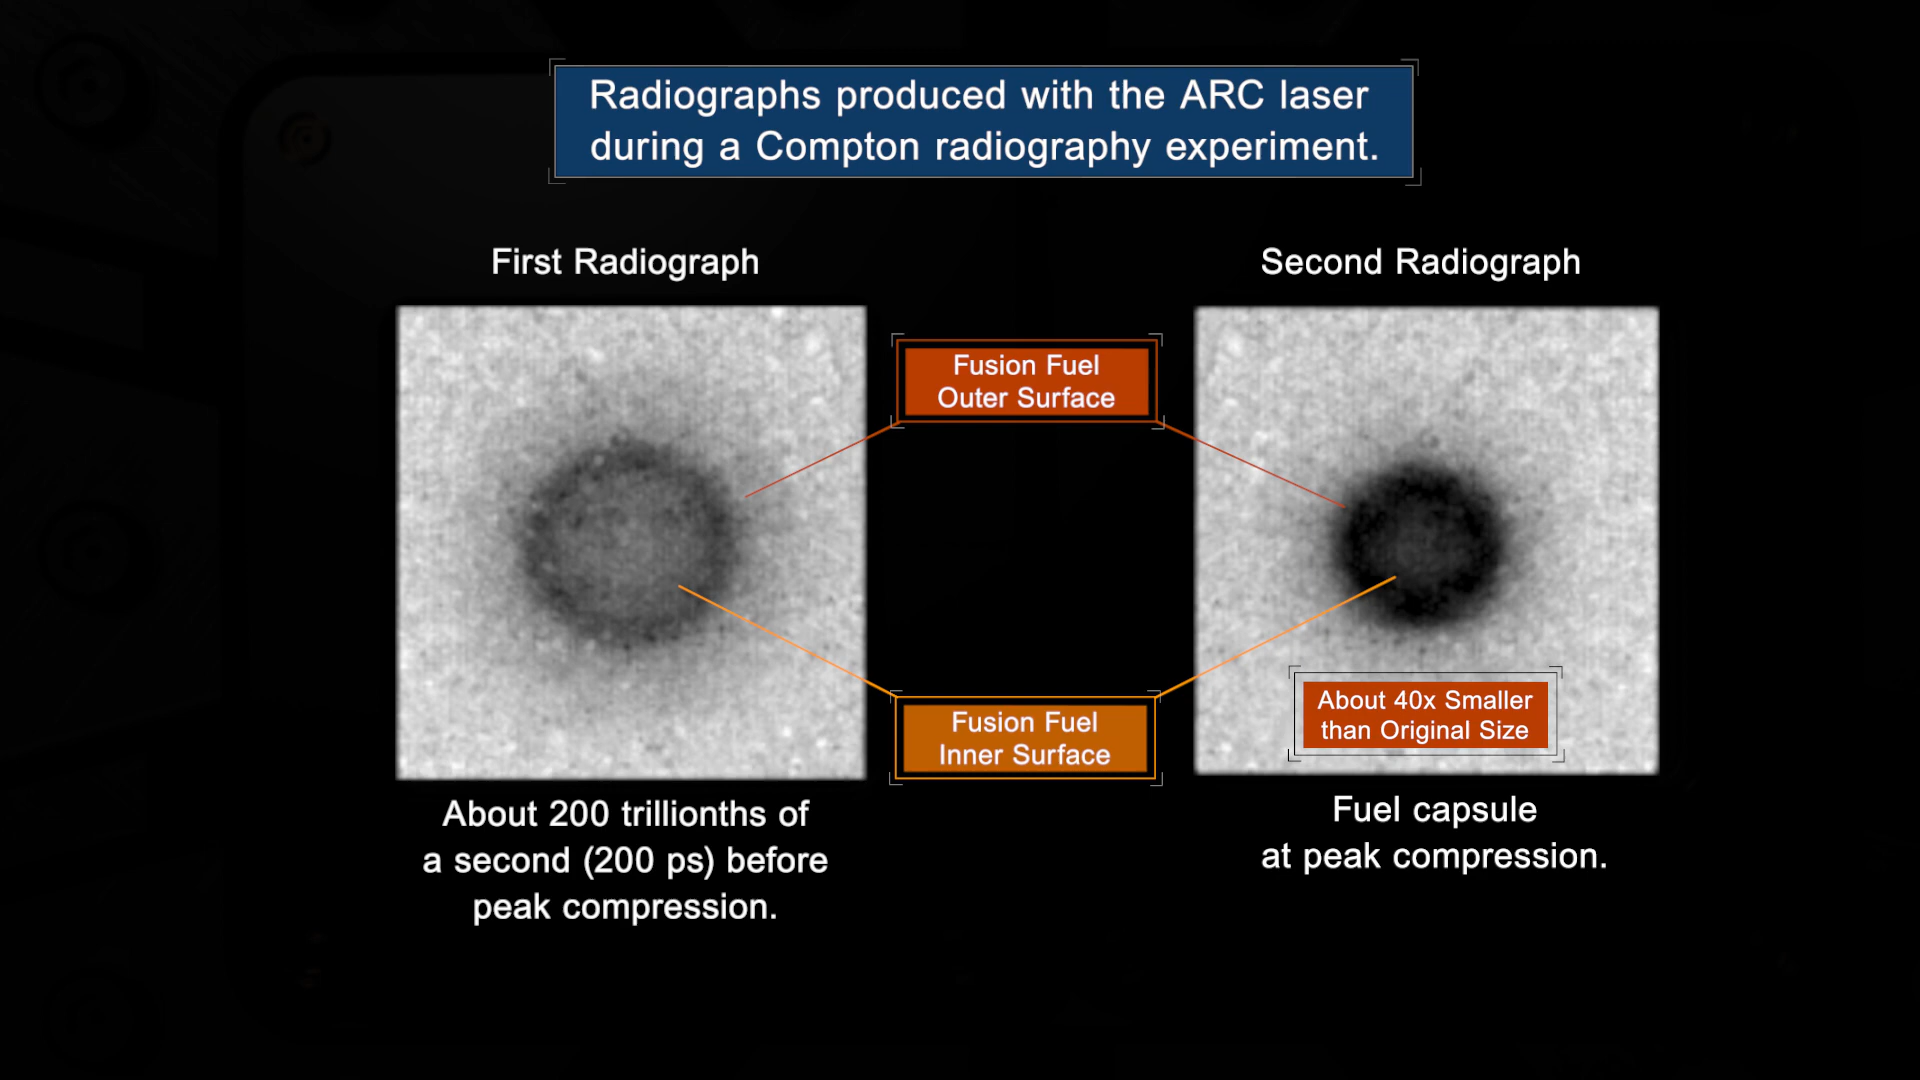 Radiographs produced with the ARC laser
during a Compton radiography experiment.
First Radiograph
Second Radiograph
Fusion Fuel
Outer Surface
Fusion Fuel
Inner Surface
About 40x Smaller
than Original Size
About 200 trillionths of
a second (200 ps) before
peak compression.
Fuel capsule
at peak compression.